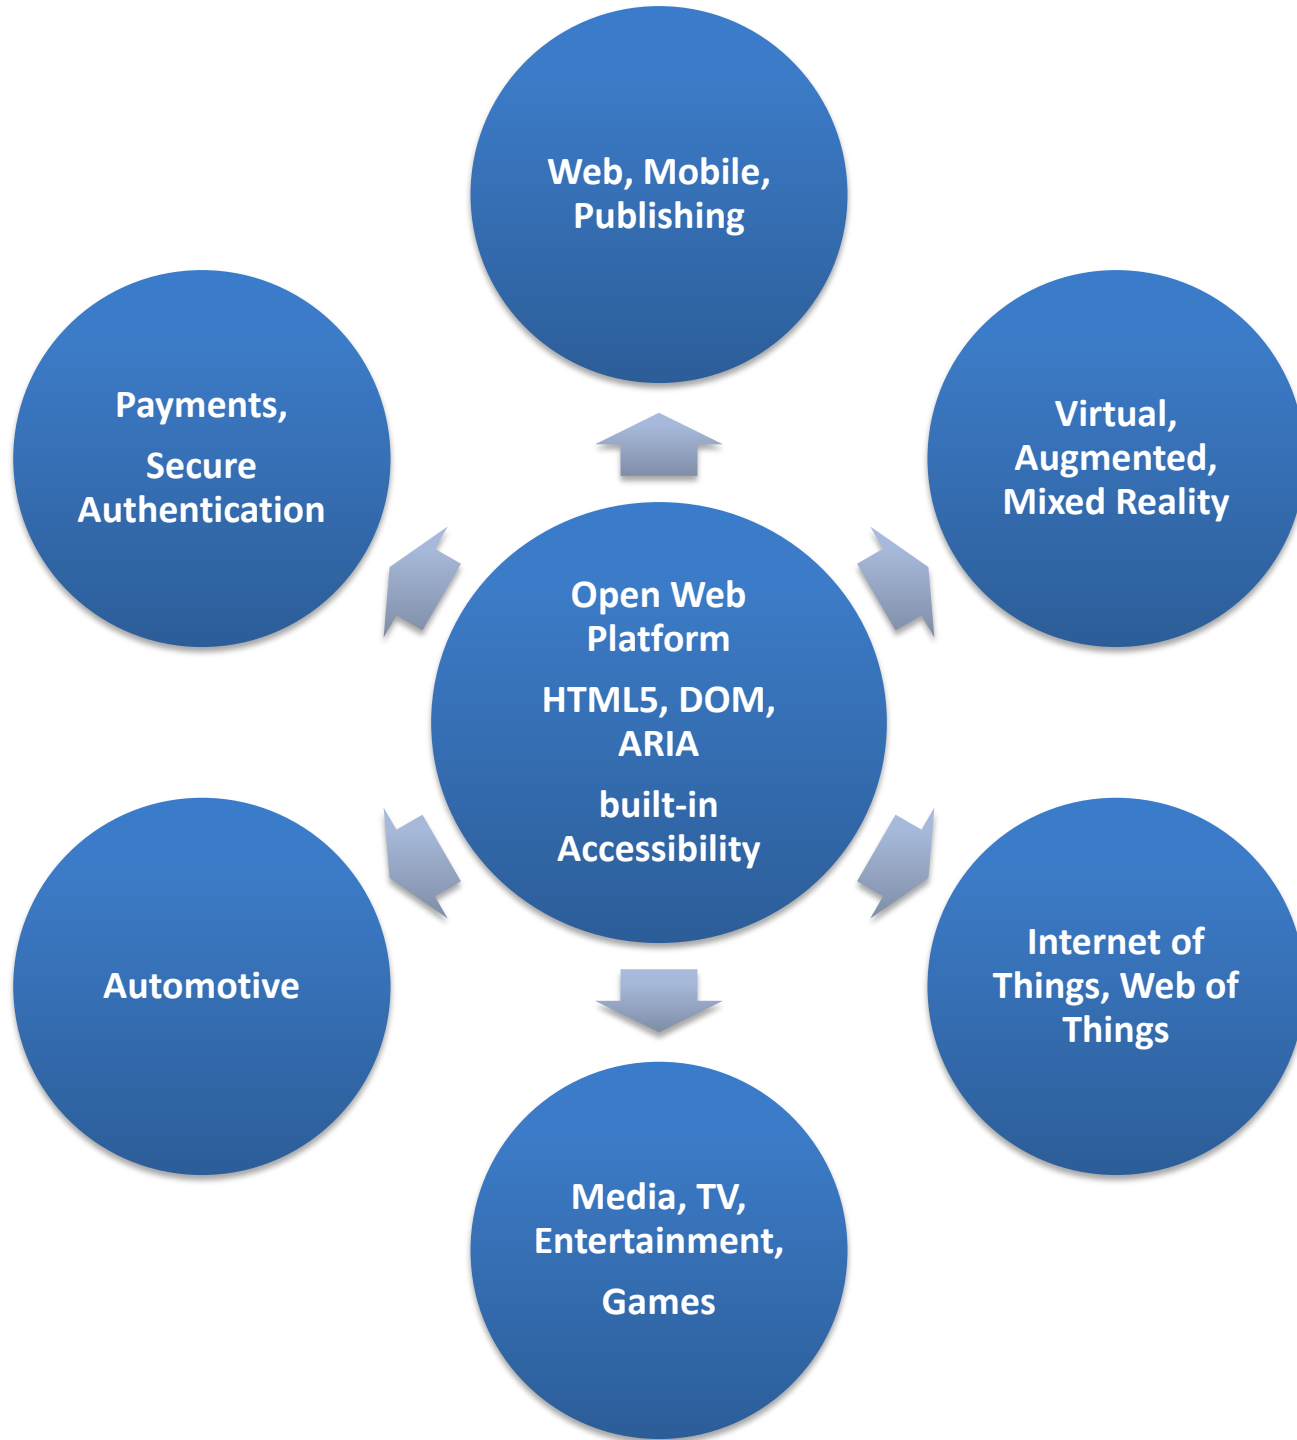 Web, Mobile,
Publishing
Payments,
Secure
Authentication
Virtual,
Augmented,
Mixed Reality
Open Web
Platform
HTML5, DOM,
ARIA
built-in
Accessibility
Automotive
Internet of
Things, Web of
Things
Media, TV,
Entertainment,
Games